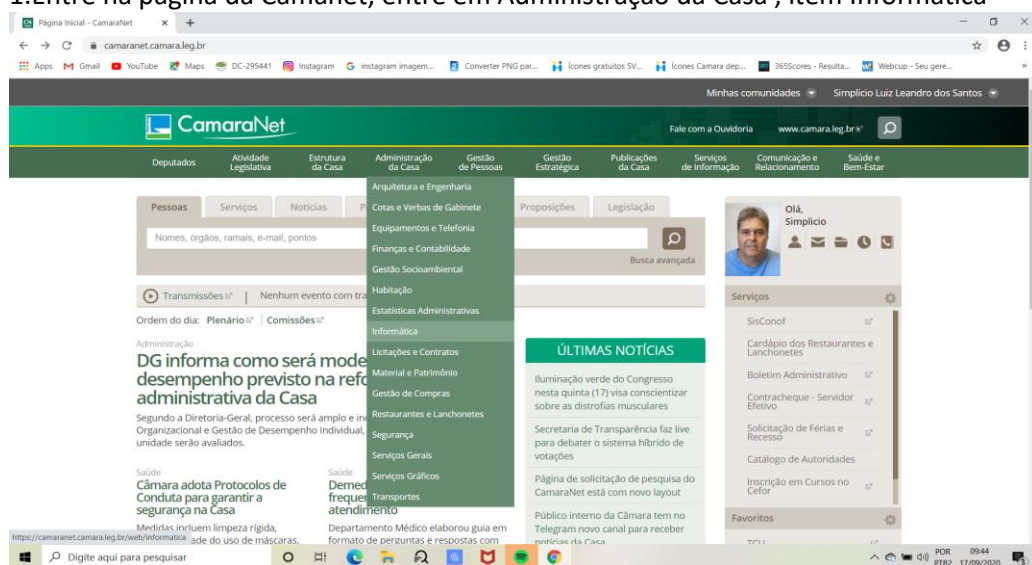 1.Entre na página da Camanet, entre em Administração da Casa , item Informática
Página Inicial - CamaraNet
camaranet.camara.leg.br
Apps Gmail YouTube Maps DC-295441 Instagram instagram imagem... Converter PNG par... Ícones gratuitos SV... Ícones Camara dep... 365Scores - Resulta... Webcup - Seu gere...
Minhas comunidades Simplicio Luiz Leandro dos Santos
CamaraNet
Fale com a Ouvidoria www.camara.leg.br
Deputados Atividade Legislativa Estrutura da Casa Administração da Casa Gestão de Pessoas Gestão Estratégica Publicações da Casa Serviços de Informação Comunicação e Relacionamento Saúde e Bem-Estar
Arquitetura e Engenharia
Cotas e Verbas de Gabinete
Equipamentos e Telefonia
Finanças e Contabilidade
Gestão Socioambiental
Habitação
Estatísticas Administrativas
Informática
Licitações e Contratos
Material e Patrimônio
Gestão de Compras
Restaurantes e Lanchonetes
Segurança
Serviços Gerais
Serviços Gráficos
Transportes
Pessoas Serviços Notícias P Proposições Legislação
Nomes, órgãos, ramais, e-mail, pontos
Busca avançada
Transmissões | Nenhum evento com tra
Ordem do dia: Plenário | Comissões
Administração
DG informa como será mode
desempenho previsto na refo
administrativa da Casa
Segundo a Diretoria-Geral, processo será amplo e in
Organizacional e Gestão de Desempenho Individual,
unidade serão avaliados.
Saúde
Câmara adota Protocolos de
Conduta para garantir a
segurança na Casa
Medidas incluem limpeza rígida,
ade do uso de máscaras,
Saúde
Demed
freque
atendimento
Departamento Médico elaborou guia em
formato de perguntas e respostas com
ÚLTIMAS NOTÍCIAS
Iluminação verde do Congresso
nesta quinta (17) visa conscientizar
sobre as distrofias musculares
Secretaria de Transparência faz live
para debater o sistema híbrido de
votações
Página de solicitação de pesquisa do
CamaraNet está com novo layout
Público interno da Câmara tem no
Telegram novo canal para receber
notícias da Casa
Olá,
Simplicio
Serviços
SisConof
Cardápio dos Restaurantes e
Lanchonetes
Boletim Administrativo
Contracheque - Servidor
Efetivo
Solicitação de Férias e
Recesso
Catálogo de Autoridades
Inscrição em Cursos no
Cefor
Favoritos
TCU
https://camaranet.camara.leg.br/web/informatica
Digite aqui para pesquisar
POR 09:44
PTB2 17/09/2020